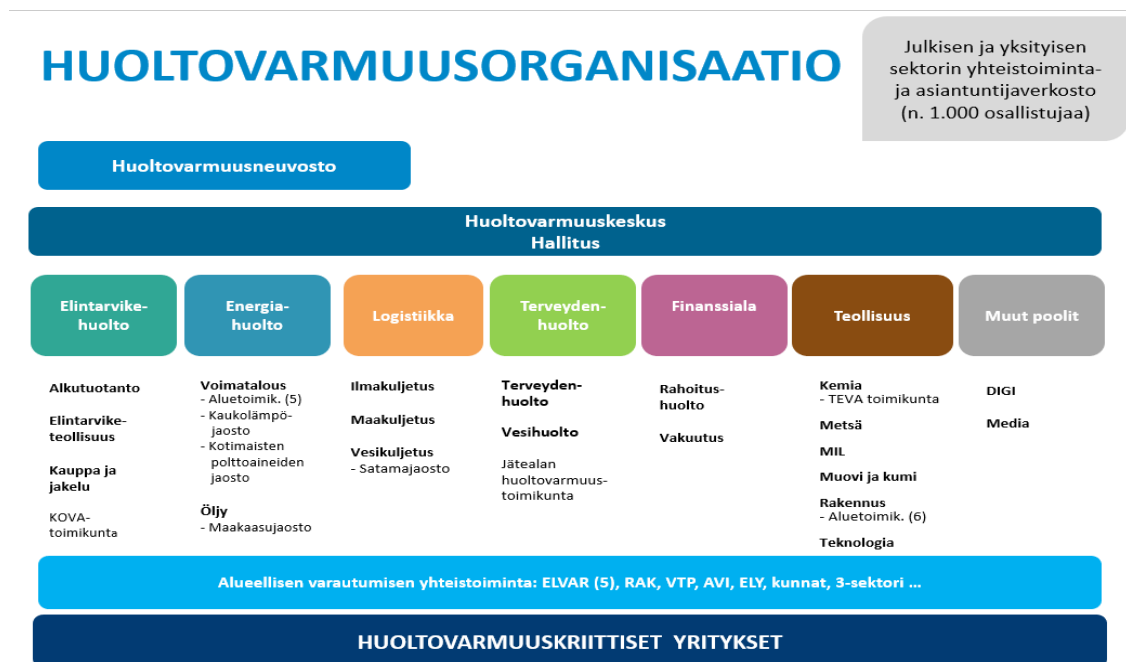 HUOLTOVARMUUSORGANISAATIO
Julkisen ja yksityisen
sektorin yhteistoiminta-
ja asiantuntijaverkosto
(n. 1.000 osallistujaa)
Huoltovarmuusneuvosto
Huoltovarmuuskeskus
Hallitus
Elintarvike-
huolto
Energia-
huolto
Logistiikka
Terveyden-
huolto
Finanssiala
Teollisuus
Muut poolit
Alkutuotanto
Elintarvike-
teollisuus
Kauppa ja
jakelu
KOVA-
toimikunta
Voimatalous
- Aluetoimik. (5)
- Kaukolämpö-
jaosto
- Kotimaisten
polttoaineiden
jaosto
Öljy
- Maakaasujaosto
Ilmakuljetus
Maakuljetus
Vesikuljetus
- Satamajaosto
Terveyden-
huolto
Vesihuolto
Jätealan
huoltovarmuus-
toimikunta
Rahoitus-
huolto
Vakuutus
Kemia
- TEVA toimikunta
Metsä
MIL
Muovi ja kumi
Rakennus
- Aluetoimik. (6)
Teknologia
DIGI
Media
Alueellisen varautumisen yhteistoiminta: ELVAR (5), RAK, VTP, AVI, ELY, kunnat, 3-sektori ...
HUOLTOVARMUUSKRIITTISET YRITYKSET